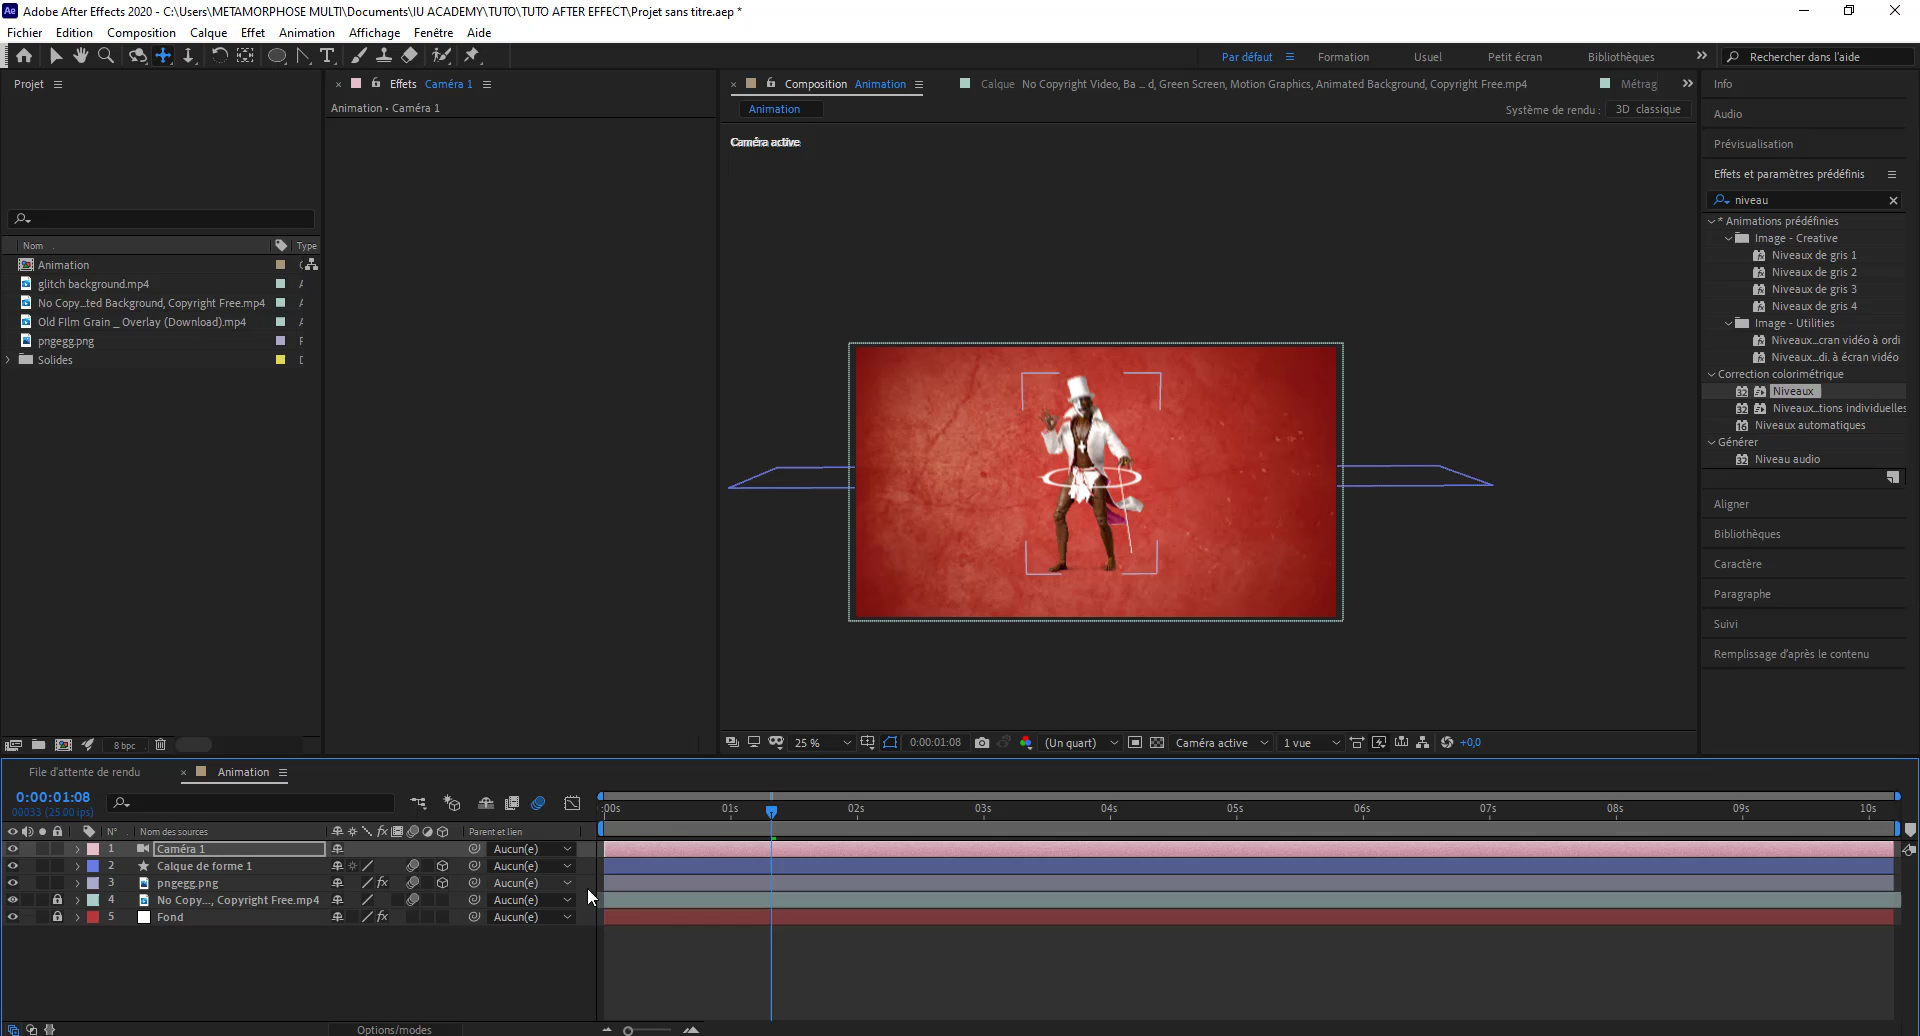 Adobe After Effects 2020 - C:\Users\METAMORPHOSE MULTI\Documents\IU ACADEMY\TUTO\TUTO AFTER EFFECT\Projet sans titre.aep *
Fichier Edition Composition Calque Effet Animation Affichage Fenêtre Aide
Par défaut Formation Usuel Petit écran Bibliothèques Rechercher dans l'aide
Projet
Effets Caméra 1
Composition Animation Calque No Copyright Video, Ba ... d, Green Screen, Motion Graphics, Animated Background, Copyright Free.mp4 Métrag
Info
Animation • Caméra 1
Animation
Système de rendu : 3D classique
Audio
Caméra active
Prévisualisation
Effets et paramètres prédéfinis
niveau
* Animations prédéfinies
Image - Creative
Niveaux de gris 1
Niveaux de gris 2
Niveaux de gris 3
Niveaux de gris 4
Image - Utilities
Niveaux...cran vidéo à ordi
Niveaux...di. à écran vidéo
Correction colorimétrique
Niveaux
Niveaux...tions individuelles
Niveaux automatiques
Générer
Niveau audio
Aligner
Bibliothèques
Caractère
Paragraphe
Suivi
Remplissage d'après le contenu
Nom Type
Animation
glitch background.mp4
No Copy...ted Background, Copyright Free.mp4
Old FIlm Grain _ Overlay (Download).mp4
pngegg.png
Solides
8 bpc
25 % 0:00:01:08 (Un quart) Caméra active 1 vue +0,0
File d'attente de rendu Animation
0:00:01:08
00033 (25.00 ips)
:00s 01s 02s 03s 04s 05s 06s 07s 08s 09s 10s
N° Nom des sources Parent et lien
1 Caméra 1 Aucun(e)
2 Calque de forme 1 Aucun(e)
3 pngegg.png Aucun(e)
4 No Copy..., Copyright Free.mp4 Aucun(e)
5 Fond Aucun(e)
Options/modes